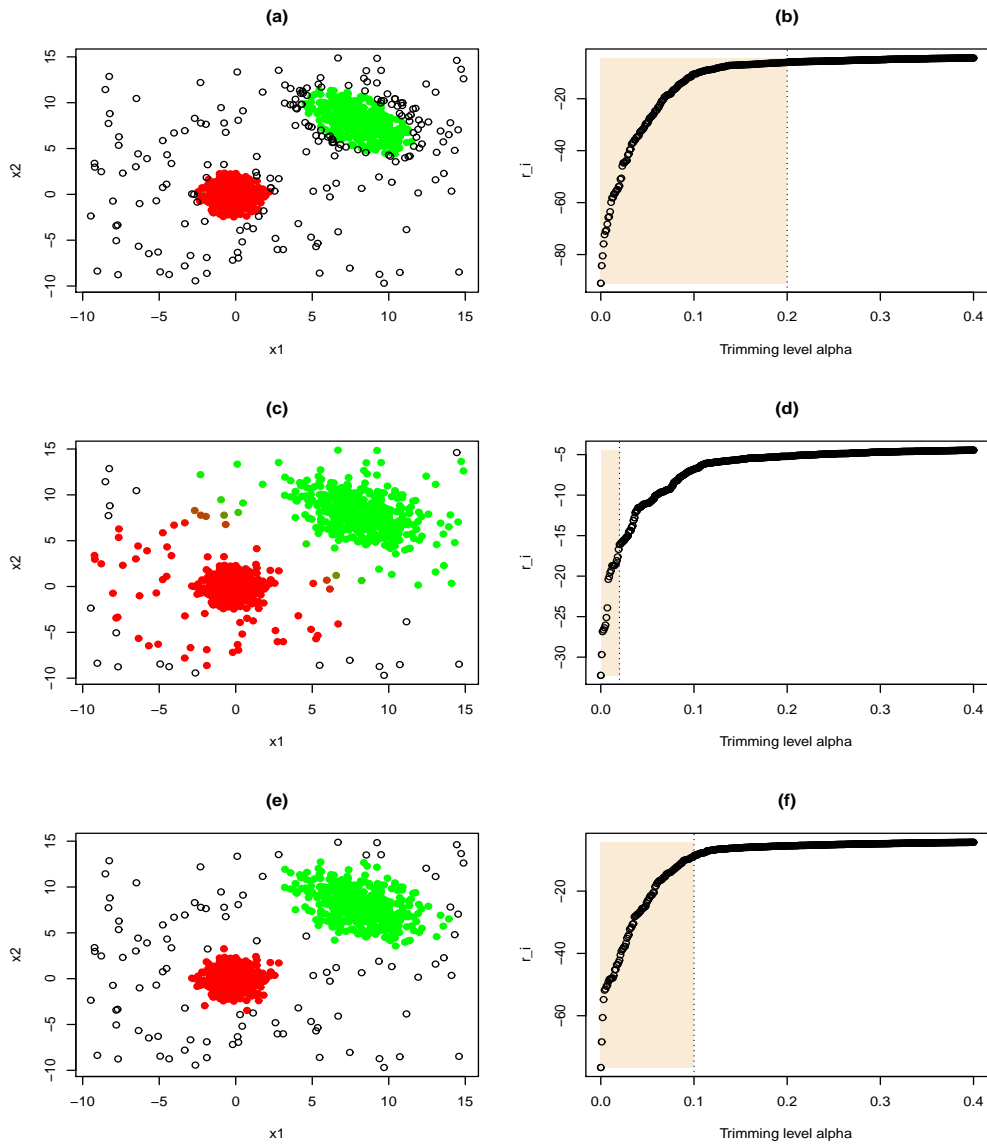 (a)
15
10
5
0
−5
−10
x2
−10 −5 0 5 10 15
x1
(b)
−20
−40
−60
−80
r_i
0.0 0.1 0.2 0.3 0.4
Trimming level alpha
(c)
15
10
5
0
−5
−10
x2
−10 −5 0 5 10 15
x1
(d)
−5
−10
−15
−20
−25
−30
r_i
0.0 0.1 0.2 0.3 0.4
Trimming level alpha
(e)
15
10
5
0
−5
−10
x2
−10 −5 0 5 10 15
x1
(f)
−20
−40
−60
r_i
0.0 0.1 0.2 0.3 0.4
Trimming level alpha